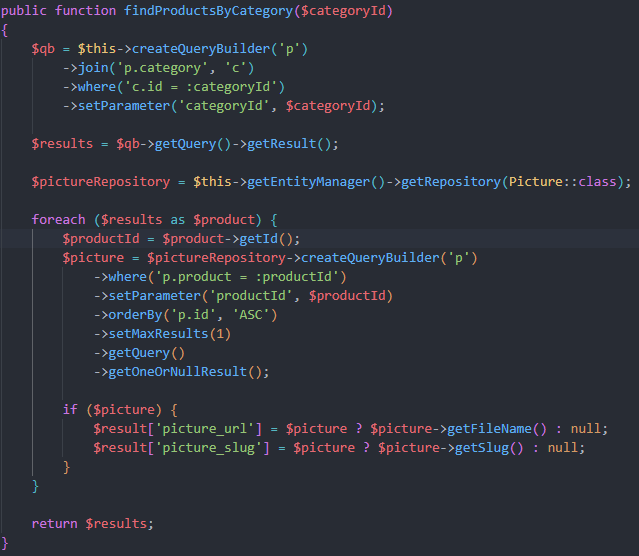 public function findProductsByCategory($categoryId)
{
    $qb = $this->createQueryBuilder('p')
        ->join('p.category', 'c')
        ->where('c.id = :categoryId')
        ->setParameter('categoryId', $categoryId);

    $results = $qb->getQuery()->getResult();

    $pictureRepository = $this->getEntityManager()->getRepository(Picture::class);

    foreach ($results as $product) {
        $productId = $product->getId();
        $picture = $pictureRepository->createQueryBuilder('p')
            ->where('p.product = :productId')
            ->setParameter('productId', $productId)
            ->orderBy('p.id', 'ASC')
            ->setMaxResults(1)
            ->getQuery()
            ->getOneOrNullResult();

        if ($picture) {
            $result['picture_url'] = $picture ? $picture->getFileName() : null;
            $result['picture_slug'] = $picture ? $picture->getSlug() : null;
        }
    }

    return $results;
}